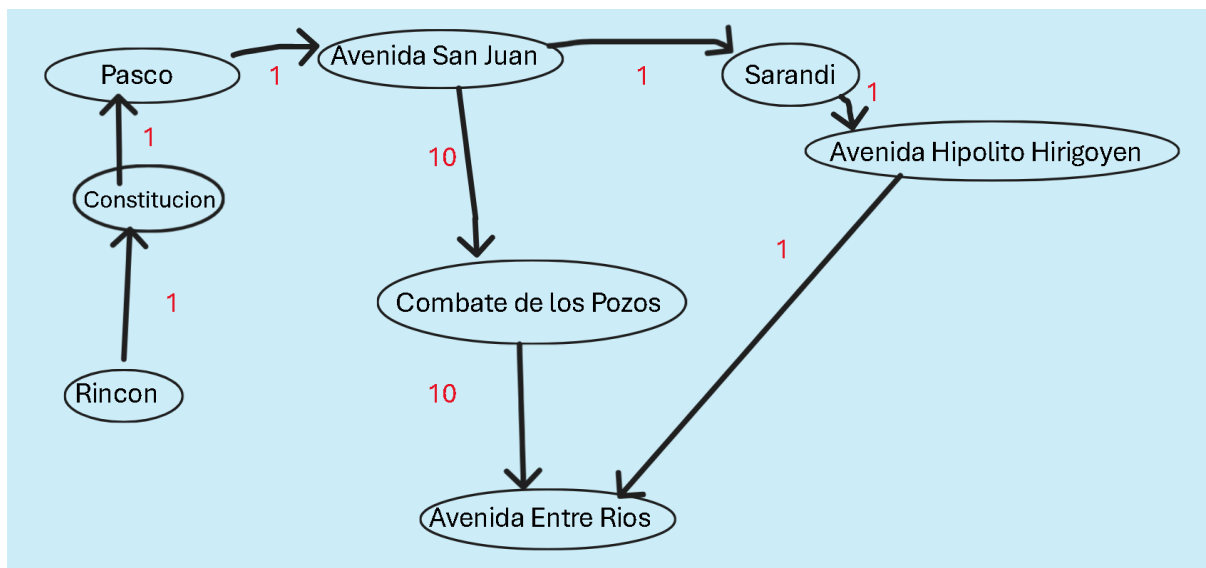 Pasco
1
Avenida San Juan
1
Sarandi
1
Avenida Hipolito Hirigoyen
1
10
Constitucion
1
1
Combate de los Pozos
10
Rincon
Avenida Entre Rios